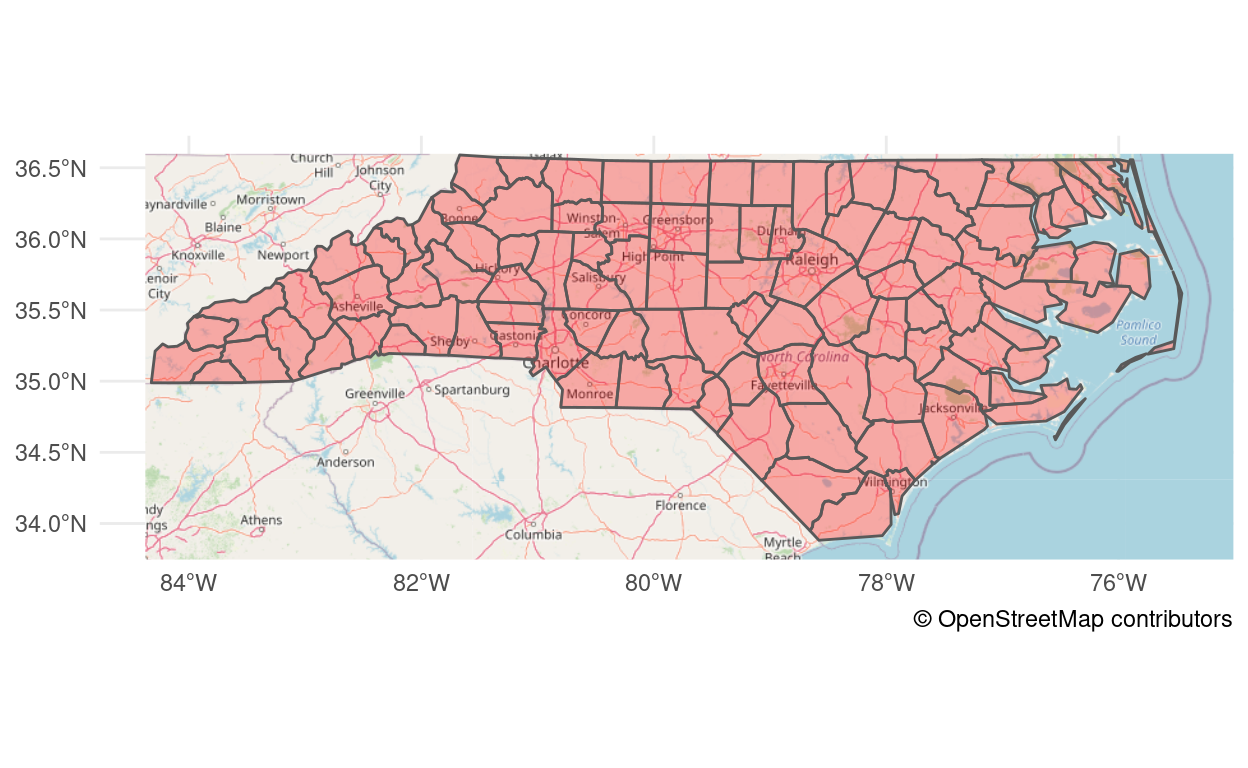 36.5°N
36.0°N
35.5°N
35.0°N
34.5°N
34.0°N
Church
Hill
Johnson
City
aynardville
Morristown
Blaine
Knoxville
Newport
enoir
City
Boone
Winston-
Salem
Greensboro
Durham
High Point
Raleigh
Hickory
Salisbury
Asheville
Concord
Shelby
Gastonia
Charlotte
North Carolina
Fayetteville
Monroe
Jacksonville
Pamlico
Sound
Greenville
Spartanburg
Anderson
Wilmington
Florence
Athens
ndy
ngs
Columbia
Myrtle
Beach
84°W
82°W
80°W
78°W
76°W
© OpenStreetMap contributors